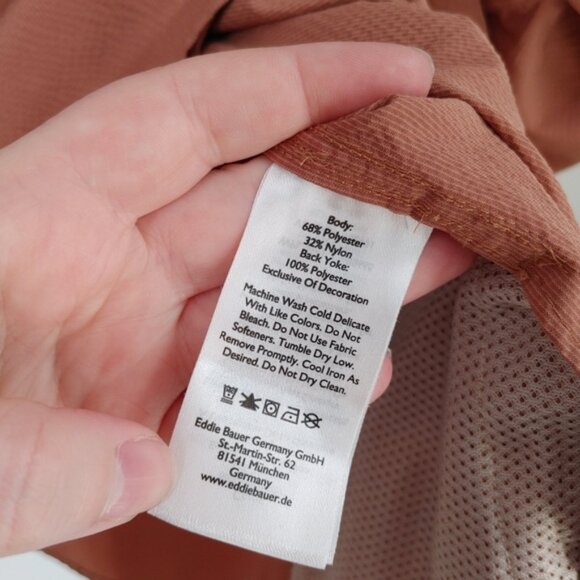 Body:
68% Polyester
32% Nylon
Back Yoke:
100% Polyester
Exclusive Of Decoration
Machine Wash Cold Delicate
With Like Colors. Do Not
Bleach. Do Not Use Fabric
Softeners. Tumble Dry Low.
Remove Promptly. Cool Iron As
Desired. Do Not Dry Clean.
Eddie Bauer Germany GmbH
St.-Martin-Str. 62
81541 München
Germany
www.eddiebauer.de